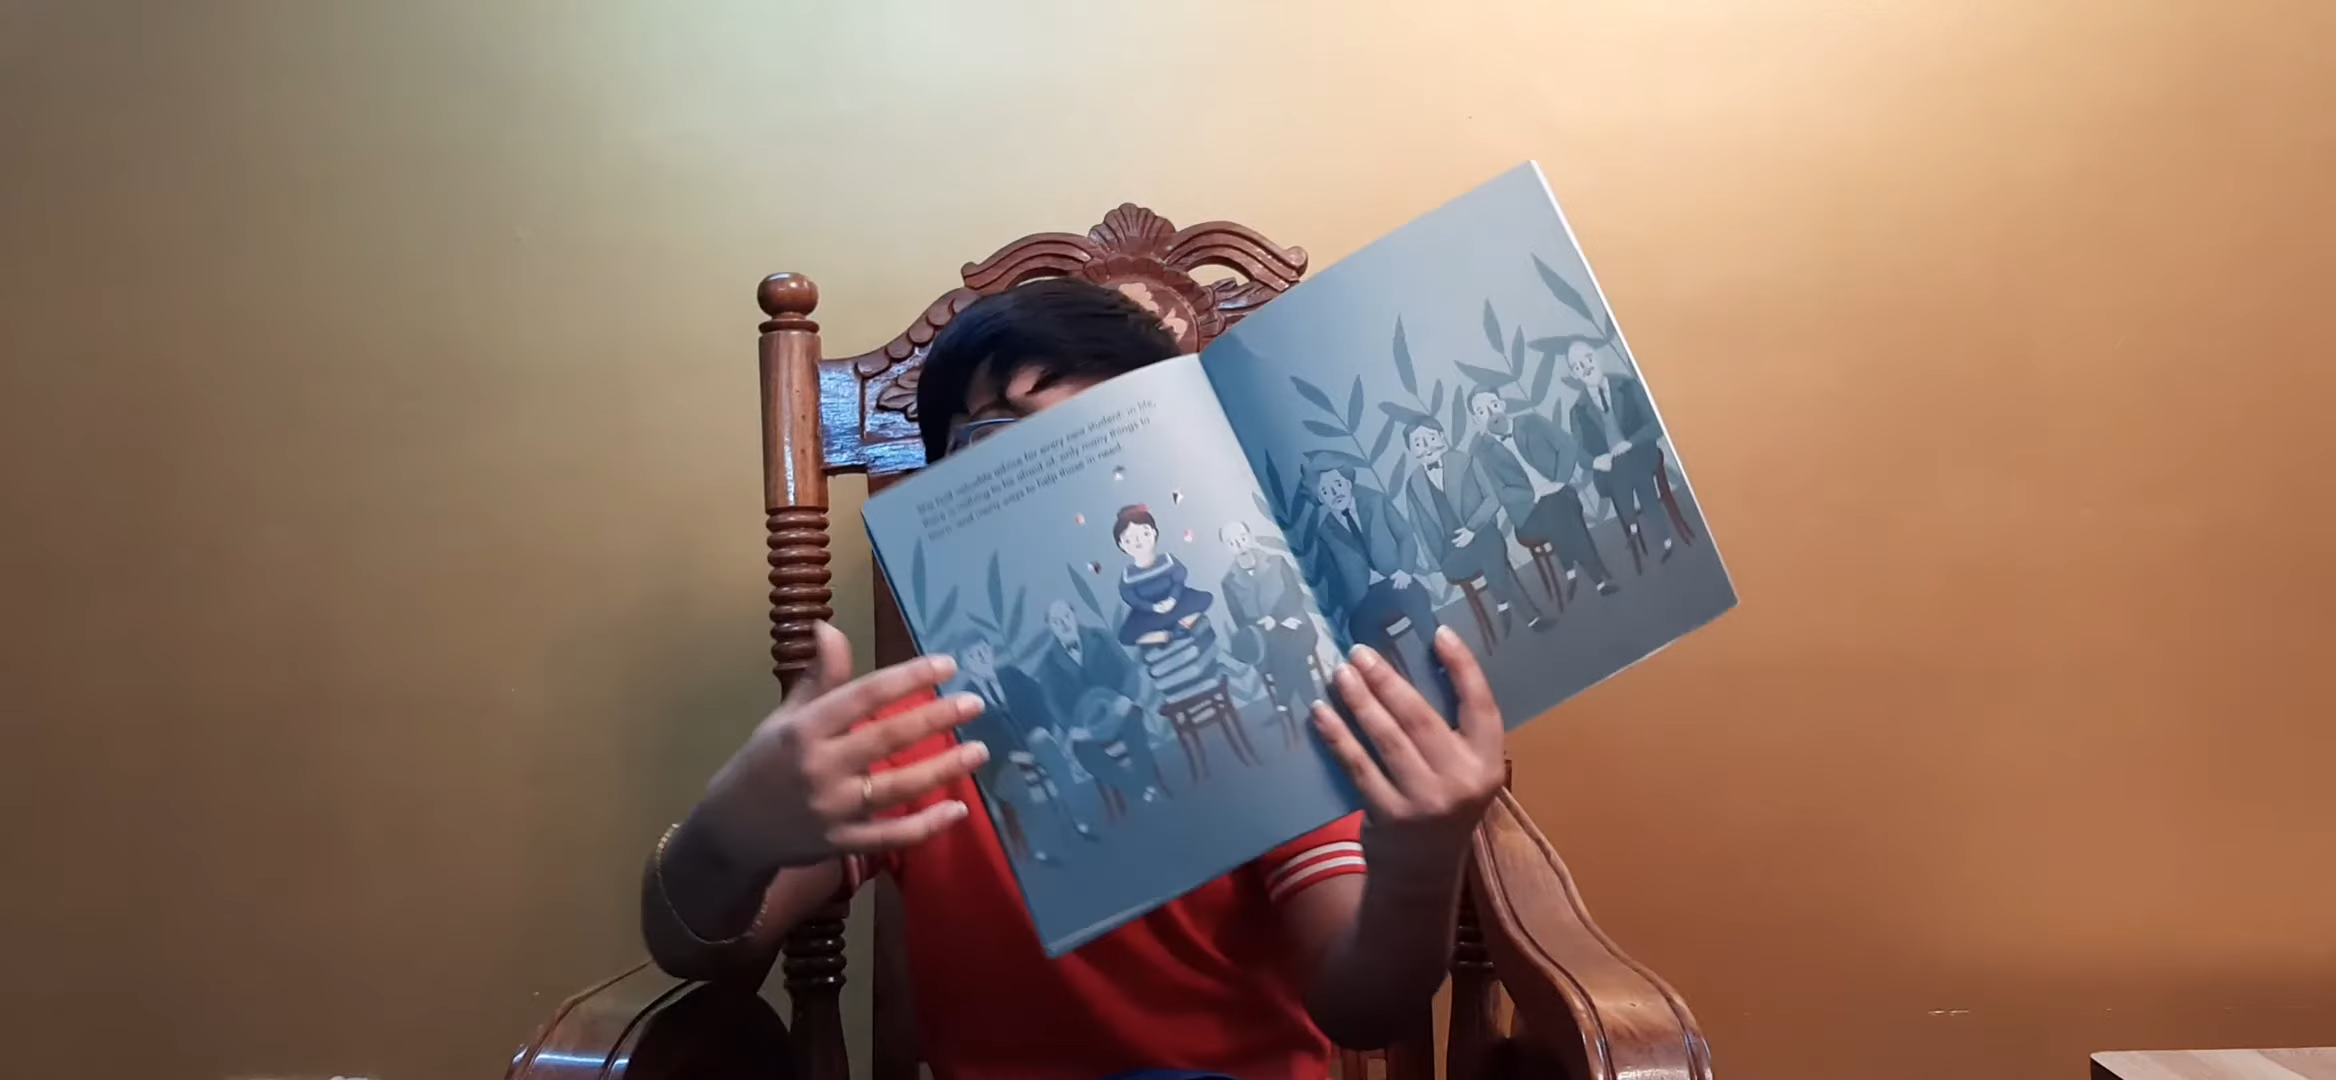 She had valuable advice for every new student: in life,
there is nothing to be afraid of, only many things to
learn, and many ways to help those in need.